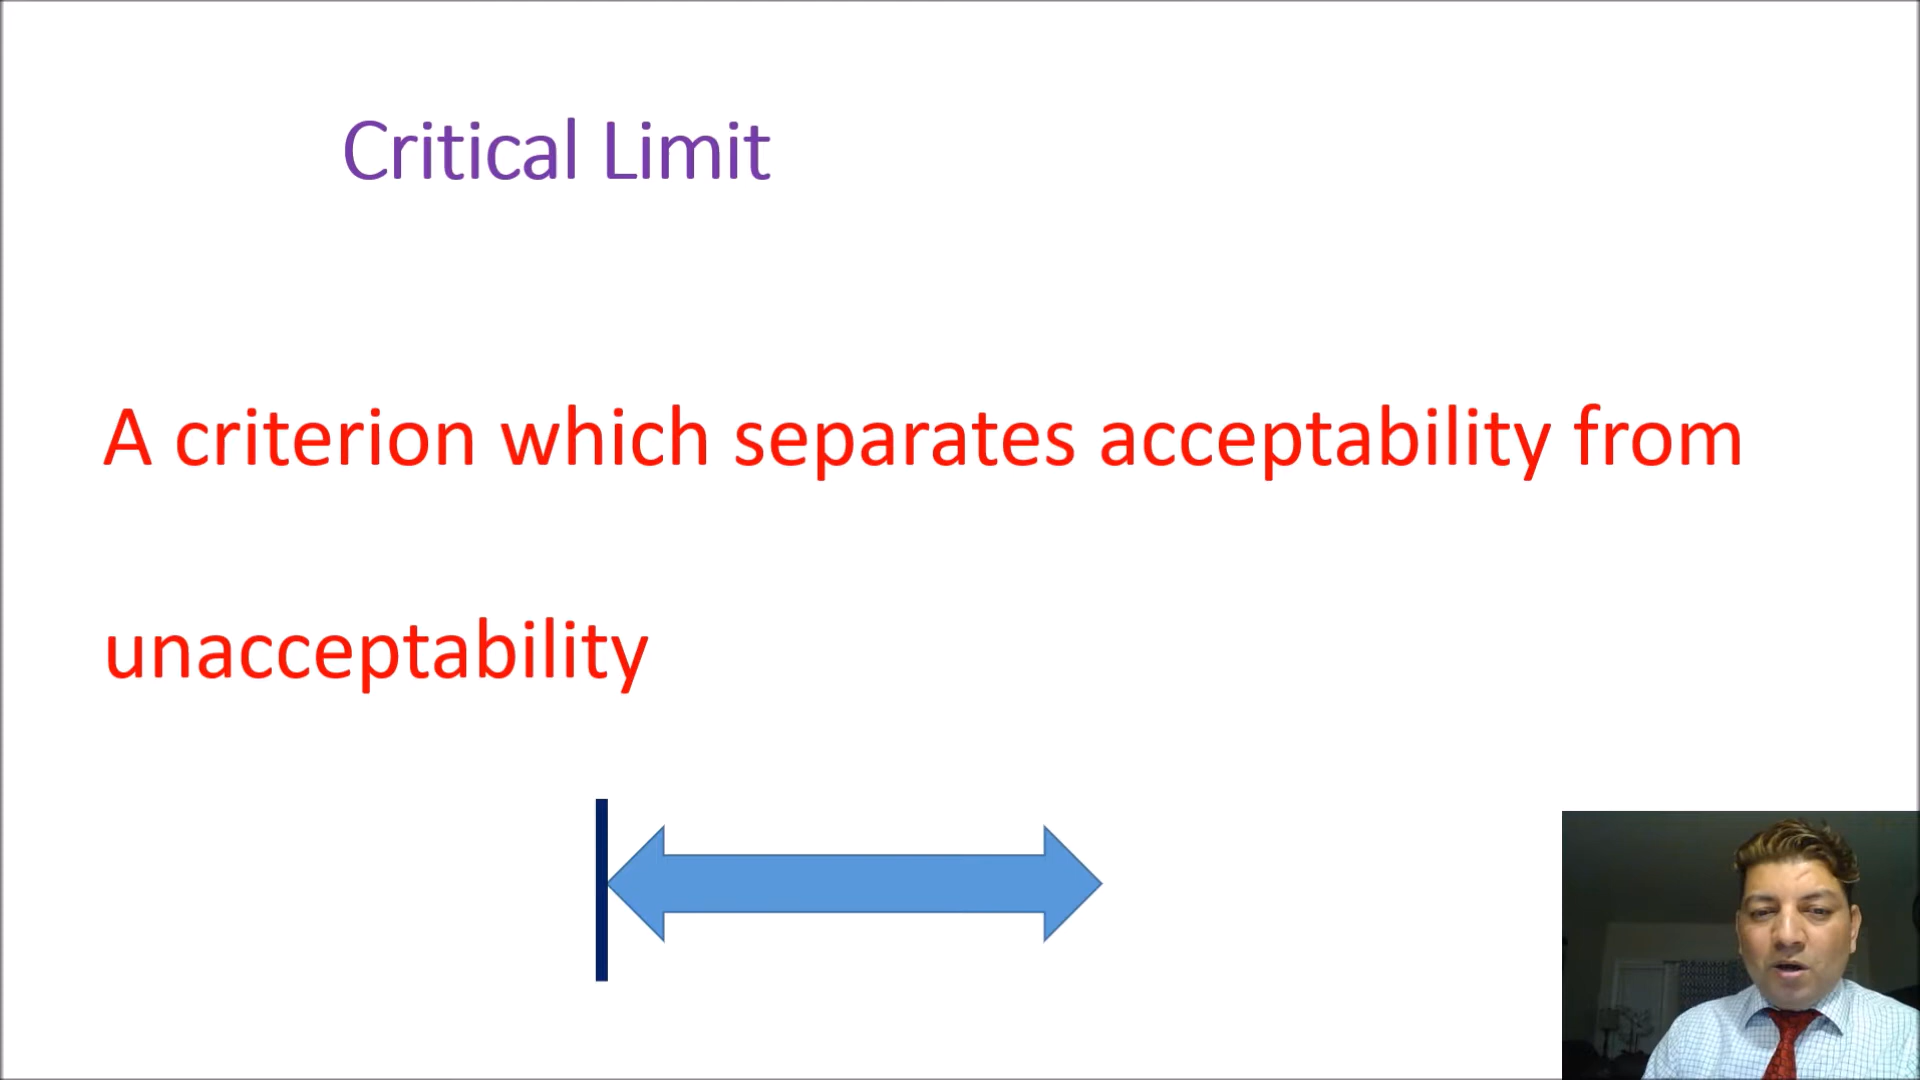 Critical Limit
A criterion which separates acceptability from
unacceptability